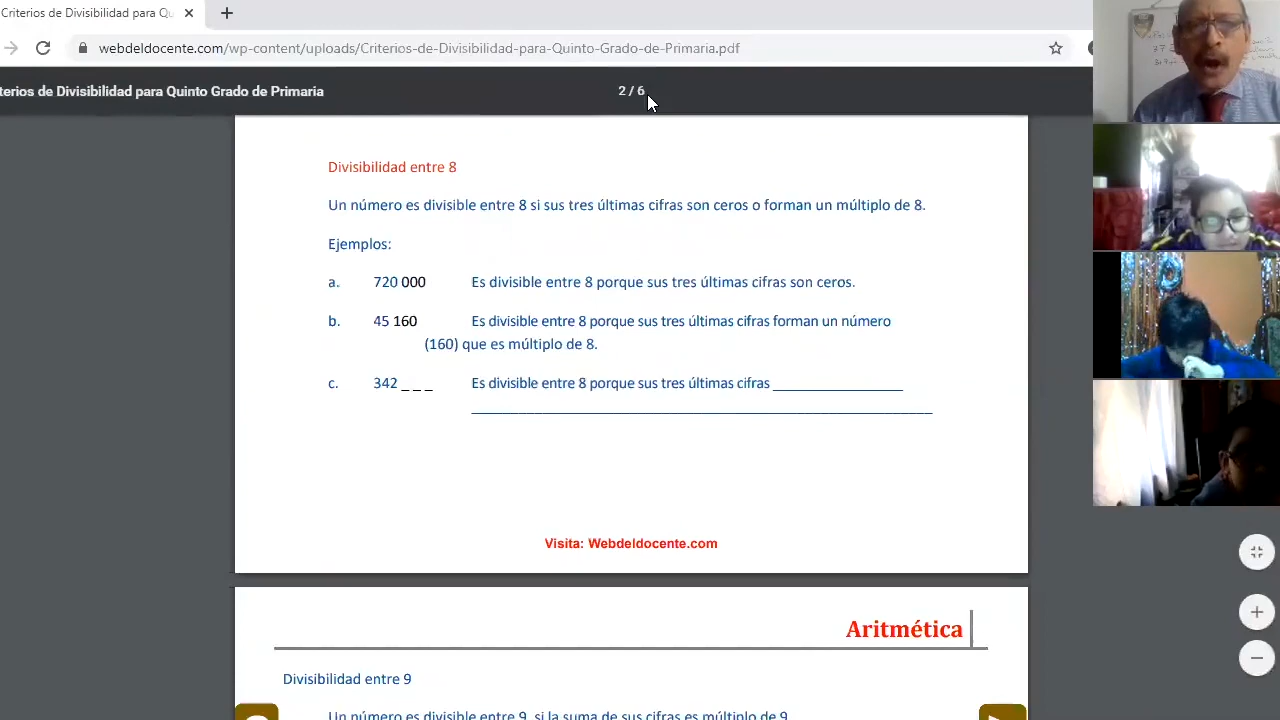 Criterios de Divisibilidad para Qu
webdeldocente.com/wp-content/uploads/Criterios-de-Divisibilidad-para-Quinto-Grado-de-Primaria.pdf
terios de Divisibilidad para Quinto Grado de Primaria
2 / 6
Divisibilidad entre 8
Un número es divisible entre 8 si sus tres últimas cifras son ceros o forman un múltiplo de 8.
Ejemplos:
a. 720 000 Es divisible entre 8 porque sus tres últimas cifras son ceros.
b. 45 160 Es divisible entre 8 porque sus tres últimas cifras forman un número
(160) que es múltiplo de 8.
c. 342 _ _ _ Es divisible entre 8 porque sus tres últimas cifras _________________
Visita: Webdeldocente.com
Aritmética
Divisibilidad entre 9
Un número es divisible entre 9, si la suma de sus cifras es múltiplo de 9